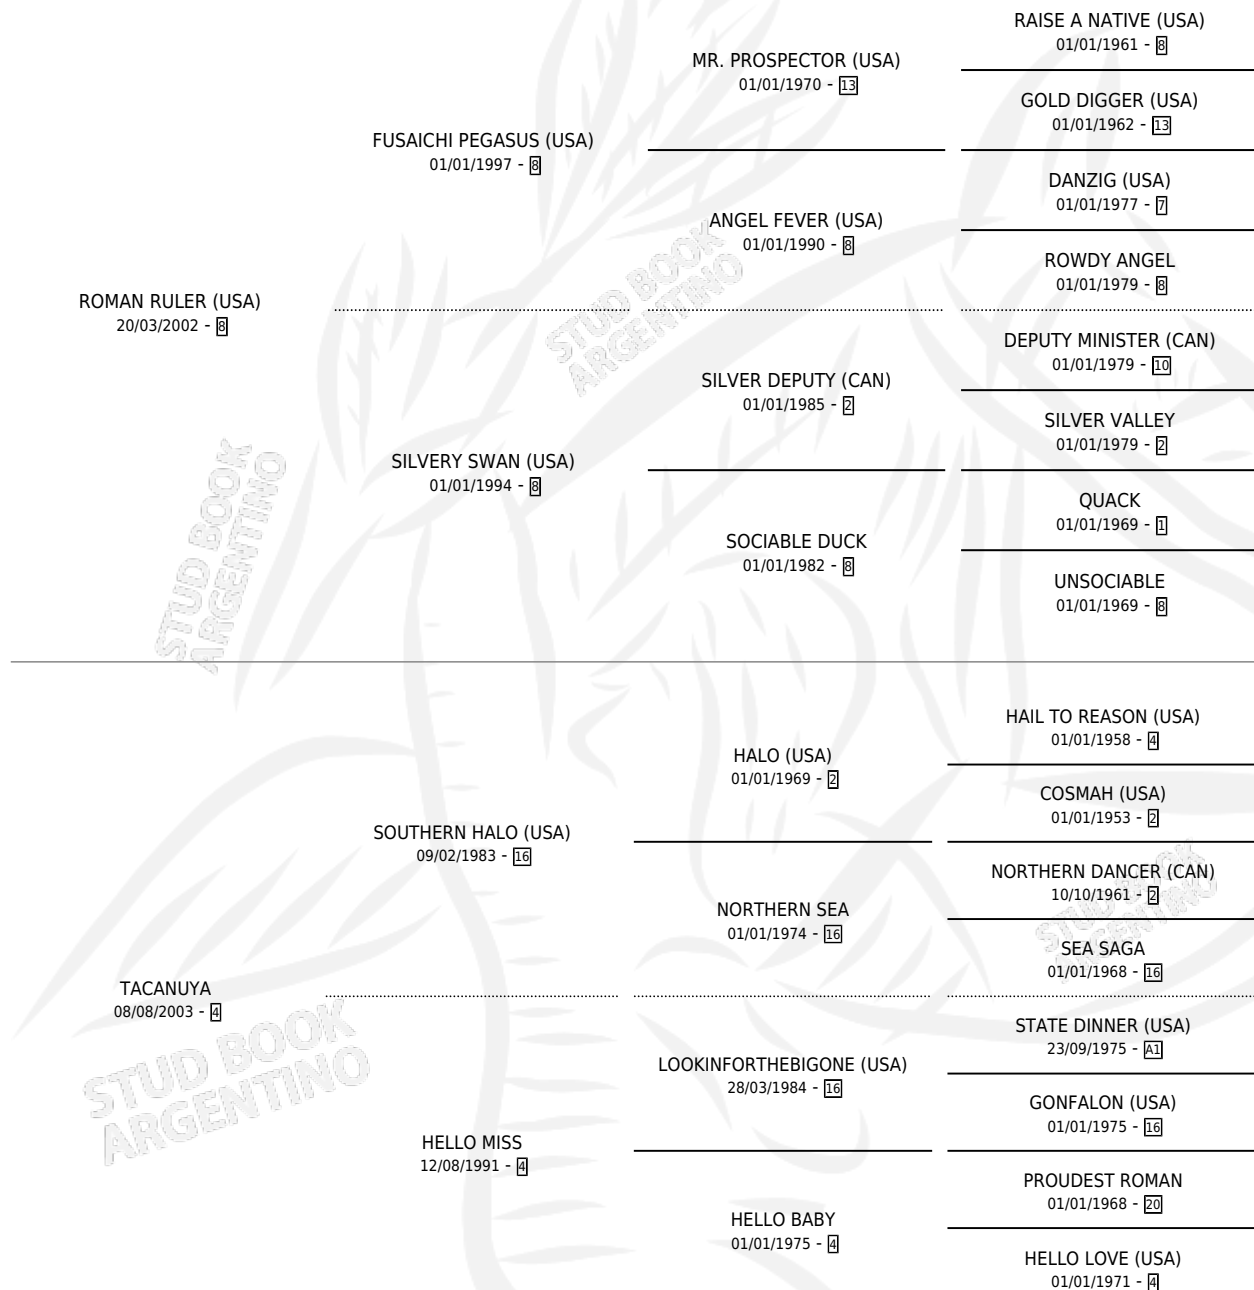 RAISE A NATIVE (USA)
01/01/1961 - 8
MR. PROSPECTOR (USA)
01/01/1970 - 13
GOLD DIGGER (USA)
01/01/1962 - 13
FUSAICHI PEGASUS (USA)
01/01/1997 - 8
DANZIG (USA)
01/01/1977 - 7
ANGEL FEVER (USA)
01/01/1990 - 8
ROWDY ANGEL
01/01/1979 - 8
ROMAN RULER (USA)
20/03/2002 - 8
DEPUTY MINISTER (CAN)
01/01/1979 - 10
SILVER DEPUTY (CAN)
01/01/1985 - 2
SILVER VALLEY
01/01/1979 - 2
SILVERY SWAN (USA)
01/01/1994 - 8
QUACK
01/01/1969 - 1
SOCIABLE DUCK
01/01/1982 - 8
UNSOCIABLE
01/01/1969 - 8
HAIL TO REASON (USA)
01/01/1958 - 4
HALO (USA)
01/01/1969 - 2
COSMAH (USA)
01/01/1953 - 2
SOUTHERN HALO (USA)
09/02/1983 - 16
NORTHERN DANCER (CAN)
10/10/1961 - 2
NORTHERN SEA
01/01/1974 - 16
SEA SAGA
01/01/1968 - 16
TACANUYA
08/08/2003 - 4
STATE DINNER (USA)
23/09/1975 - A1
LOOKINFORTHEBIGONE (USA)
28/03/1984 - 16
GONFALON (USA)
01/01/1975 - 16
HELLO MISS
12/08/1991 - 4
PROUDEST ROMAN
01/01/1968 - 20
HELLO BABY
01/01/1975 - 4
HELLO LOVE (USA)
01/01/1971 - 4
STUD BOOK
ARGENTINO
STUD BOOK
ARGENTINO
STUD BOOK
ARGENTINO
STUD BOOK
ARGENTINO